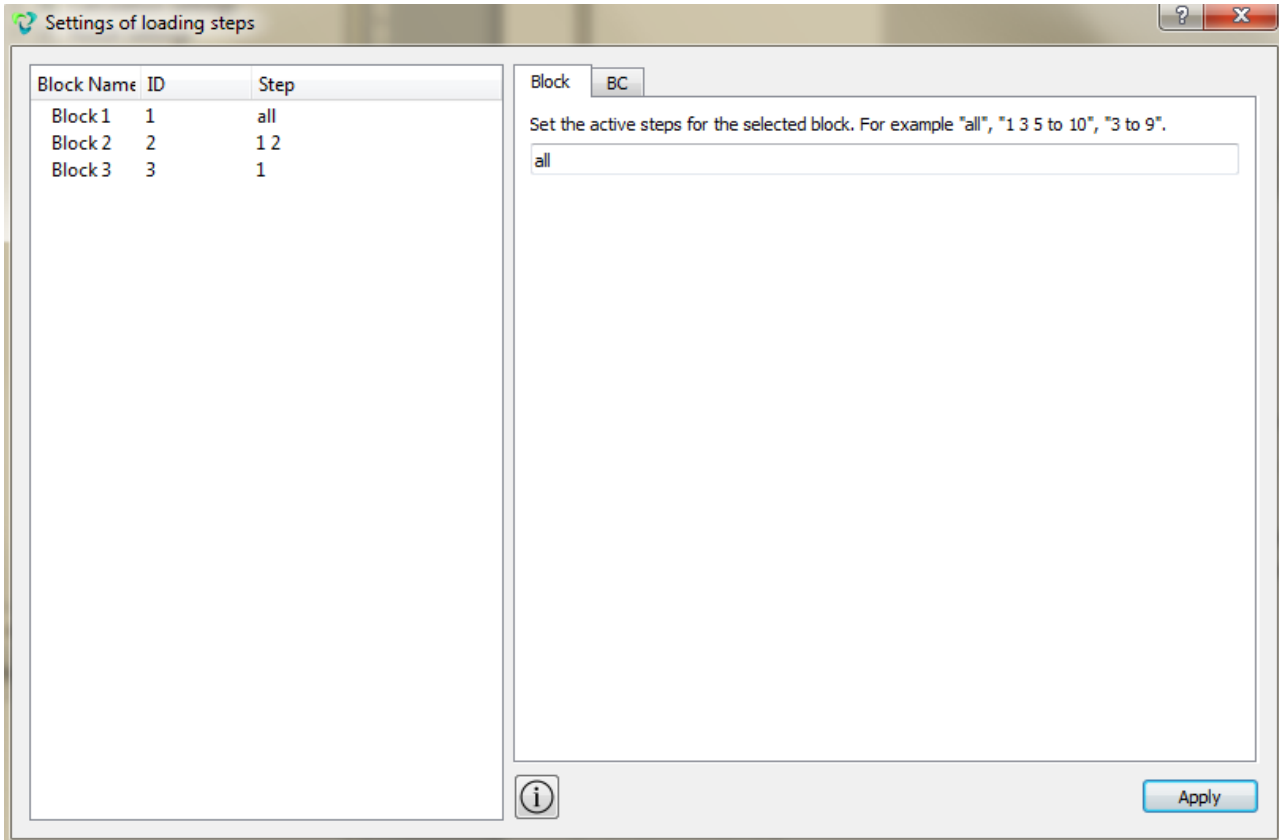 Settings of loading steps
? X
Block Name ID Step
Block 1 1 all
Block 2 2 1 2
Block 3 3 1
Block BC
Set the active steps for the selected block. For example "all", "1 3 5 to 10", "3 to 9".
all
i
Apply